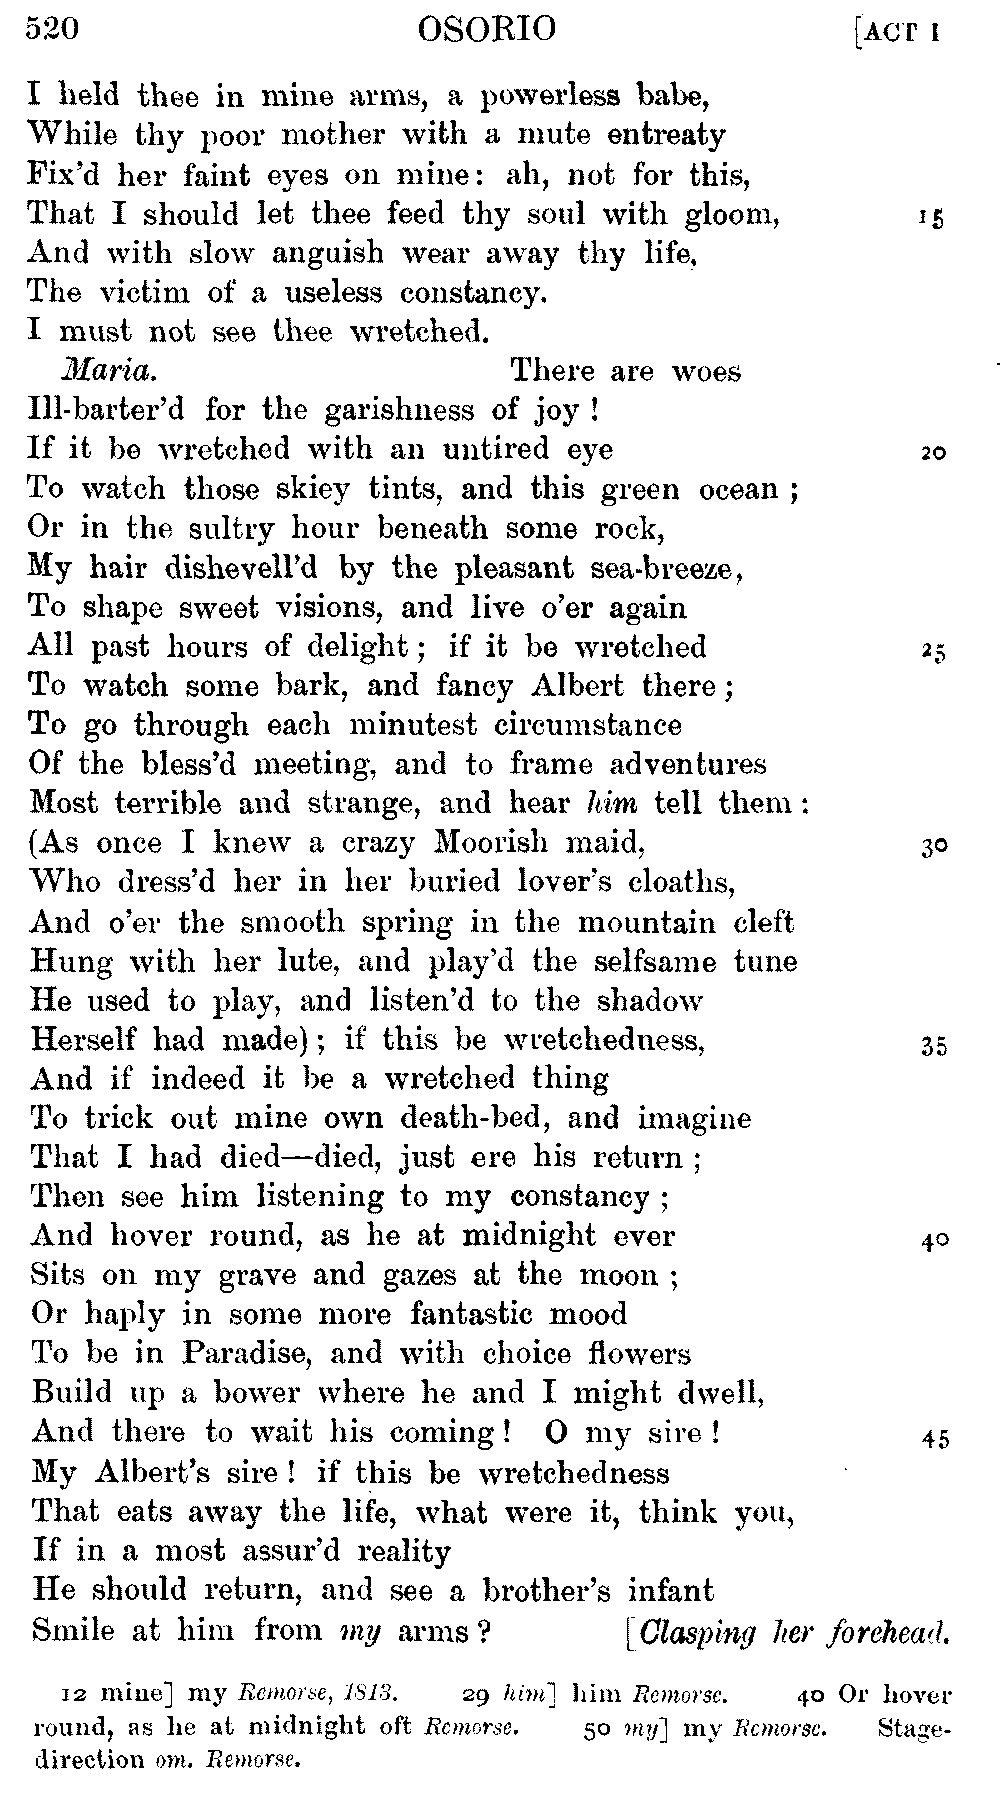 520 OSORIO [ACT I
I held thee in mine arms, a powerless babe,
While thy poor mother with a mute entreaty
Fix'd her faint eyes on mine: ah, not for this,
That I should let thee feed thy soul with gloom, 15
And with slow anguish wear away thy life,
The victim of a useless constancy.
I must not see thee wretched.
Maria. There are woes
Ill-barter'd for the garishness of joy !
If it be wretched with an untired eye 20
To watch those skiey tints, and this green ocean ;
Or in the sultry hour beneath some rock,
My hair dishevell'd by the pleasant sea-breeze,
To shape sweet visions, and live o'er again
All past hours of delight ; if it be wretched 25
To watch some bark, and fancy Albert there ;
To go through each minutest circumstance
Of the bless'd meeting, and to frame adventures
Most terrible and strange, and hear him tell them :
(As once I knew a crazy Moorish maid, 30
Who dress'd her in her buried lover's cloaths,
And o'er the smooth spring in the mountain cleft
Hung with her lute, and play'd the selfsame tune
He used to play, and listen'd to the shadow
Herself had made) ; if this be wretchedness, 35
And if indeed it be a wretched thing
To trick out mine own death-bed, and imagine
That I had died—died, just ere his return ;
Then see him listening to my constancy ;
And hover round, as he at midnight ever 40
Sits on my grave and gazes at the moon ;
Or haply in some more fantastic mood
To be in Paradise, and with choice flowers
Build up a bower where he and I might dwell,
And there to wait his coming ! O my sire ! 45
My Albert's sire ! if this be wretchedness
That eats away the life, what were it, think you,
If in a most assur'd reality
He should return, and see a brother's infant
Smile at him from my arms ? [Clasping her forehead.
12 mine] my Remorse, 1813. 29 him] him Remorse. 40 Or hover
round, as he at midnight oft Remorse. 50 my] my Remorse. Stage-
direction om. Remorse.